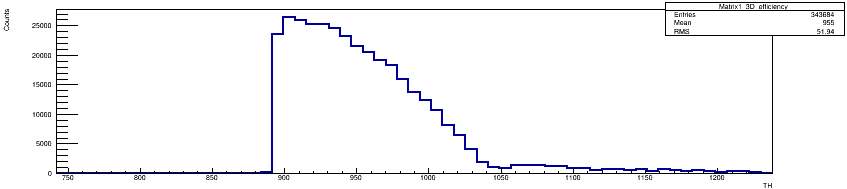 Matrix1_3D_efficiency
Entries 343684
Mean 955
RMS 51.94
Counts
25000
20000
15000
10000
5000
0
750 800 850 900 950 1000 1050 1100 1150 1200
TH